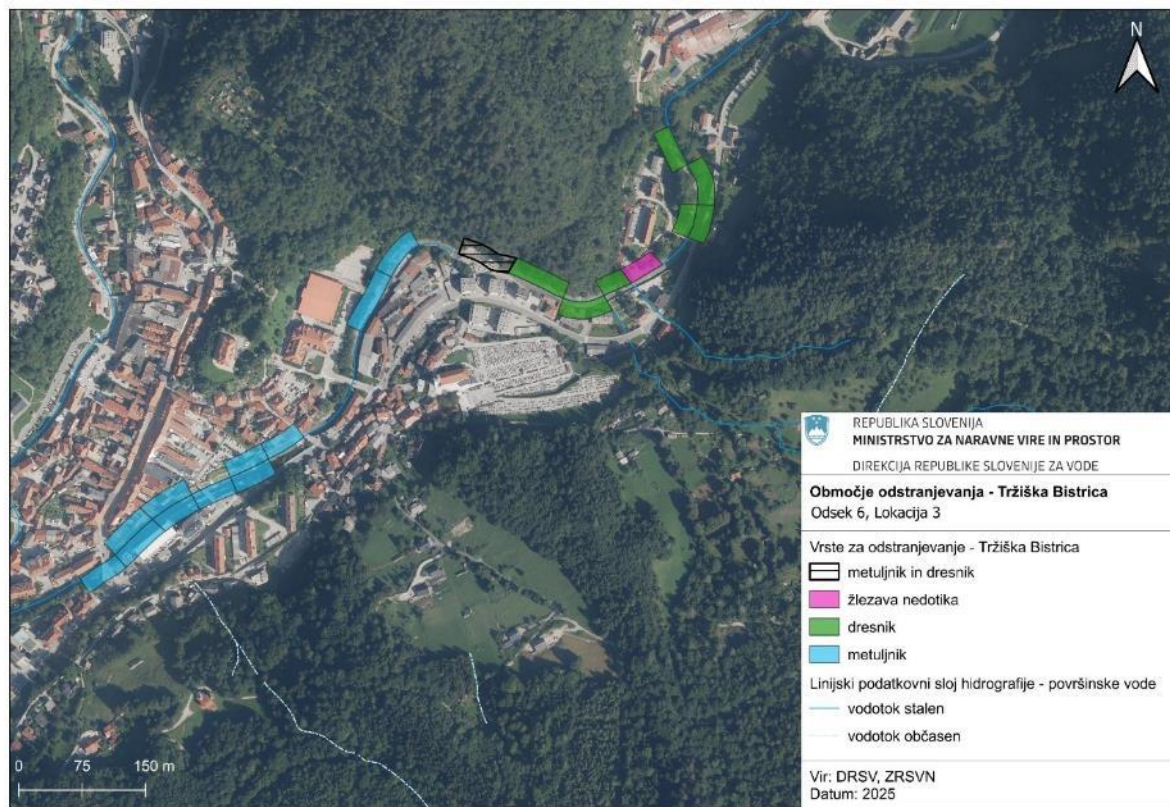 N
REPUBLIKA SLOVENIJA
MINISTRSTVO ZA NARAVNE VIRE IN PROSTOR
DIREKCIJA REPUBLIKE SLOVENIJE ZA VODE
Območje odstranjevanja - Tržiška Bistrica
Odsek 6, Lokacija 3
Vrste za odstranjevanje - Tržiška Bistrica
metuljnik in dresnik
žlezava nedotika
dresnik
metuljnik
Linijski podatkovni sloj hidrografije - površinske vode
vodotok stalen
vodotok občasen
Vir: DRSV, ZRSVN
Datum: 2025
0 75 150 m